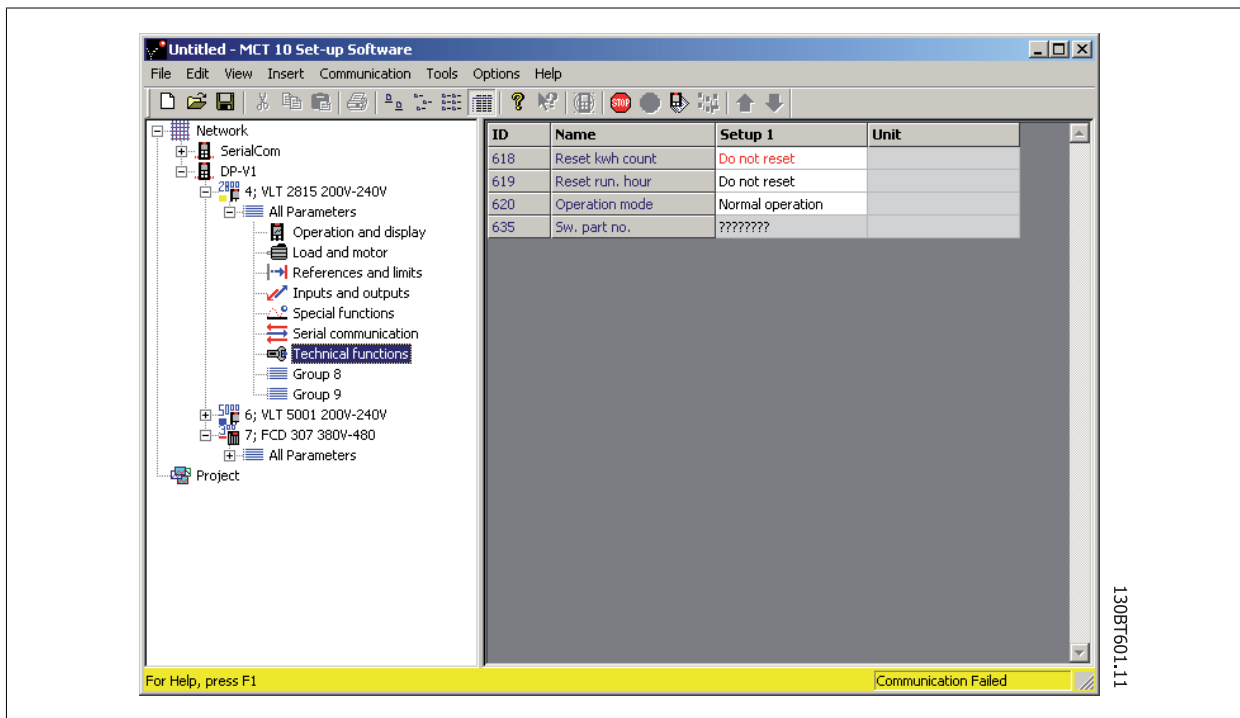 Untitled - MCT 10 Set-up Software
File Edit View Insert Communication Tools Options Help
Network
SerialCom
DP-V1
2800 4; VLT 2815 200V-240V
All Parameters
Operation and display
Load and motor
References and limits
Inputs and outputs
Special functions
Serial communication
Technical functions
Group 8
Group 9
5000 6; VLT 5001 200V-240V
300 7; FCD 307 380V-480
All Parameters
Project
ID Name Setup 1 Unit
618 Reset kwh count Do not reset
619 Reset run. hour Do not reset
620 Operation mode Normal operation
635 Sw. part no. ????????
STOP
For Help, press F1
Communication Failed
130BT601.11